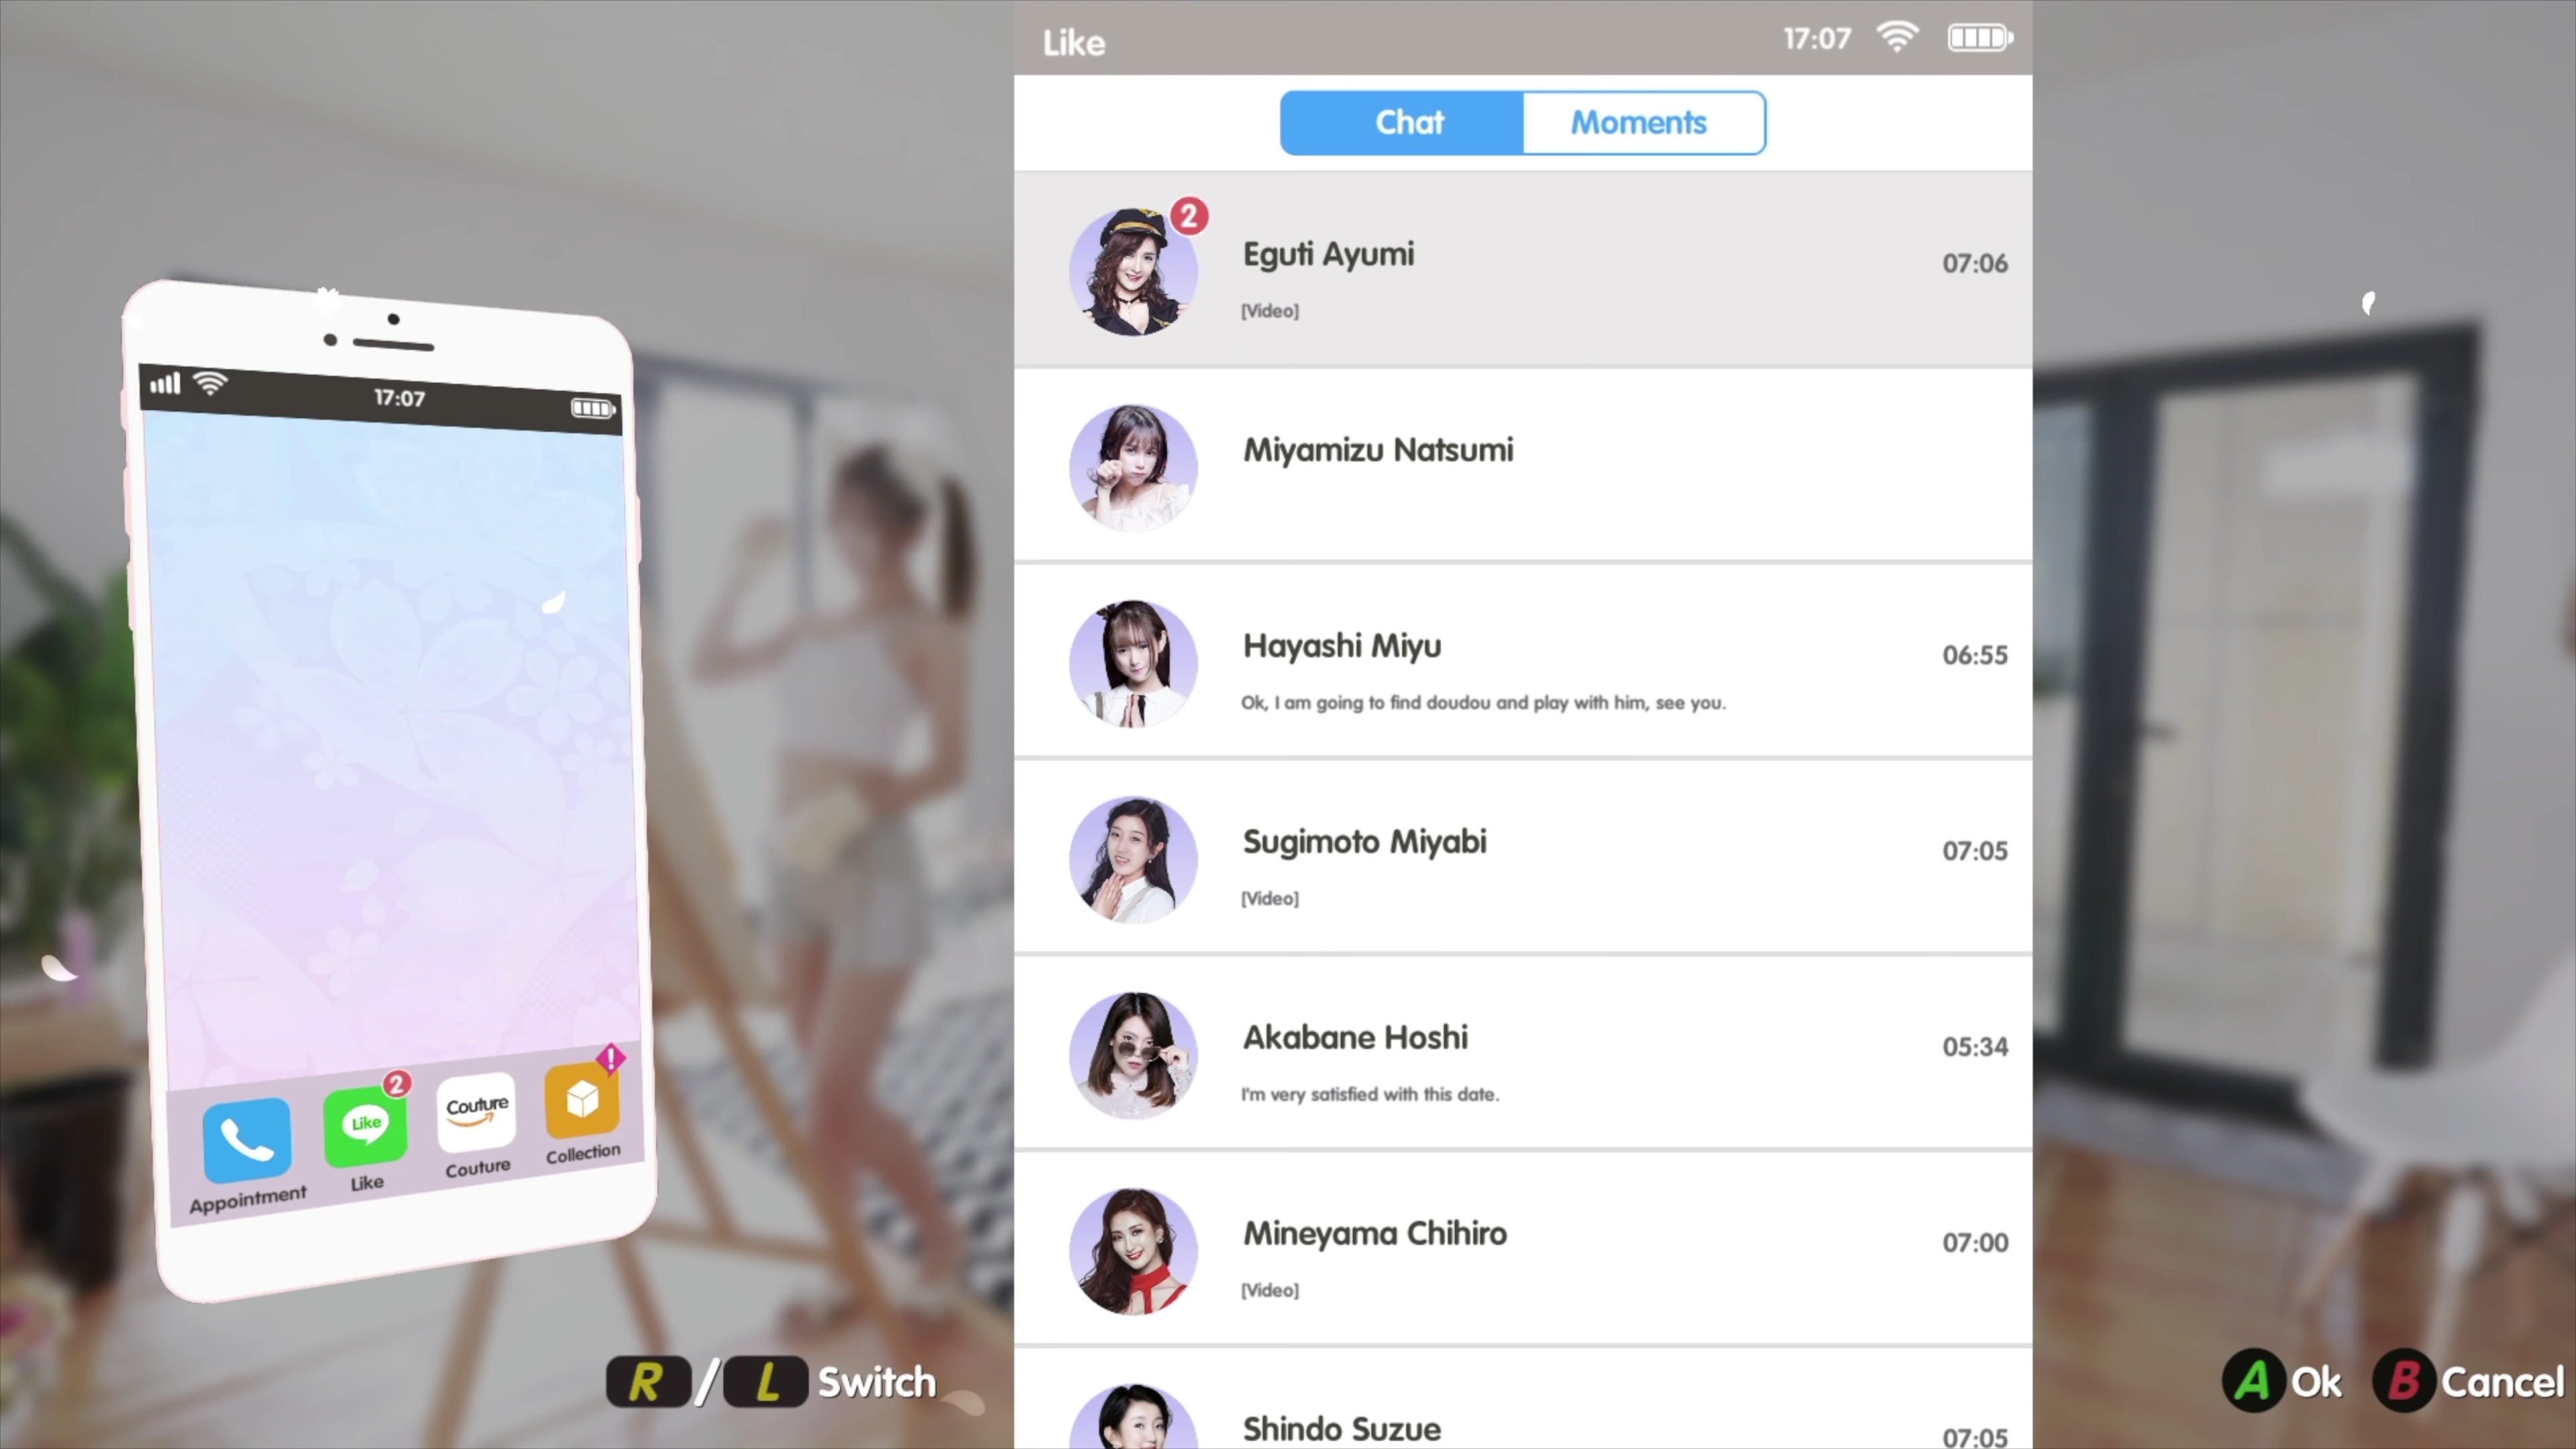 17:07
2
!
Like
Couture
Appointment
Like
Couture
Collection
R/L Switch
Like
17:07
Chat
Moments
2
Eguti Ayumi
07:06
[Video]
Miyamizu Natsumi
Hayashi Miyu
06:55
Ok, I am going to find doudou and play with him, see you.
Sugimoto Miyabi
07:05
[Video]
Akabane Hoshi
05:34
I'm very satisfied with this date.
Mineyama Chihiro
07:00
[Video]
Shindo Suzue
07:05
A Ok B Cancel